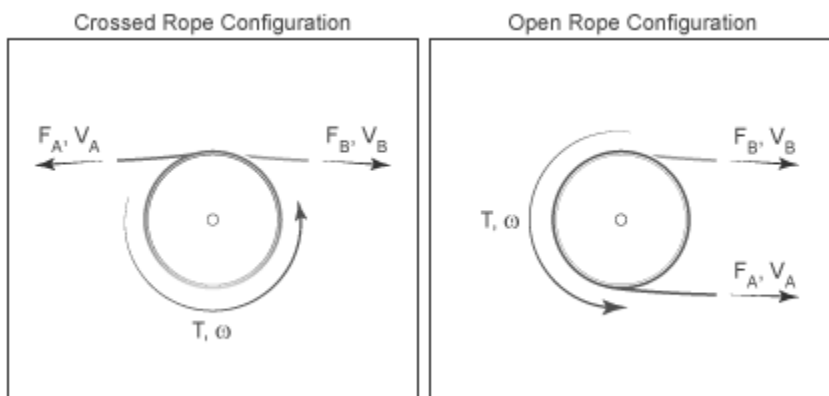 Crossed Rope Configuration
F_A, V_A
F_B, V_B
T, ω
Open Rope Configuration
F_B, V_B
T, ω
F_A, V_A